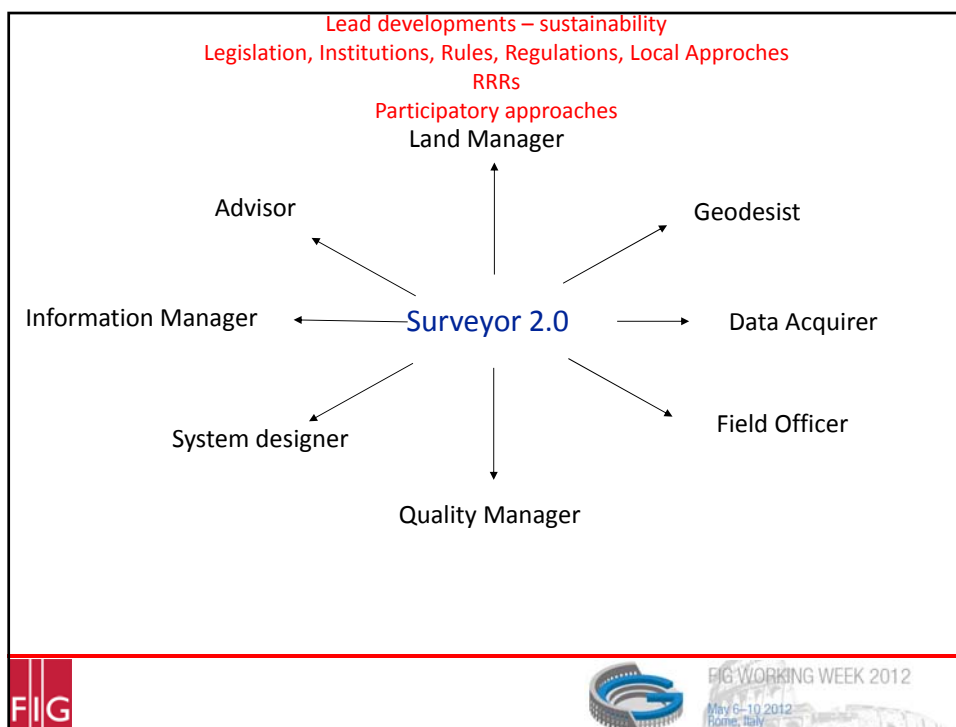 Lead developments – sustainability
Legislation, Institutions, Rules, Regulations, Local Approches
RRRs
Participatory approaches
Land Manager
Advisor
Geodesist
Information Manager
Surveyor 2.0
Data Acquirer
System designer
Field Officer
Quality Manager
FIG
FIG WORKING WEEK 2012
May 6–10 2012
Rome, Italy